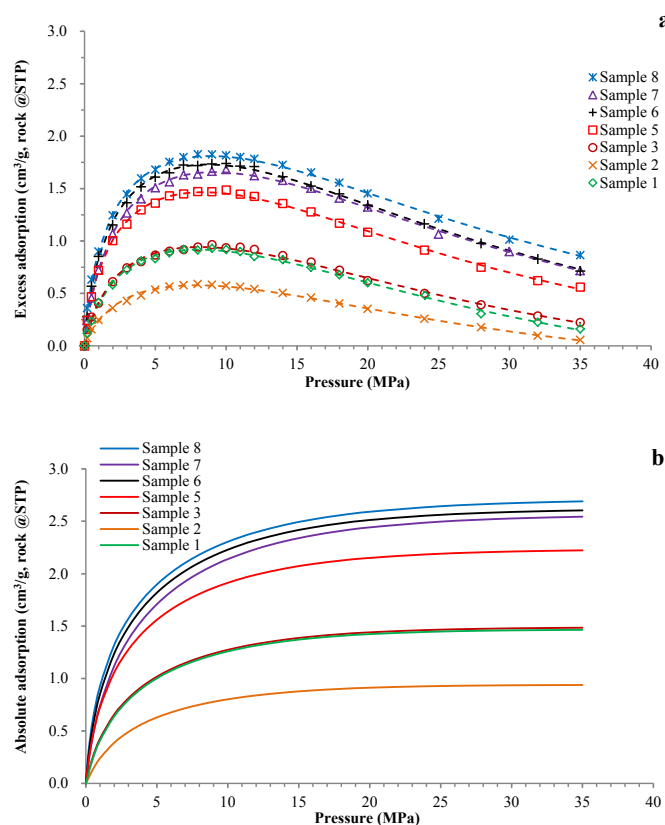 a
3.0
2.5
2.0
1.5
1.0
0.5
0.0
Excess adsorption (cm³/g, rock @STP)
Sample 8
Sample 7
Sample 6
Sample 5
Sample 3
Sample 2
Sample 1
0 5 10 15 20 25 30 35 40
Pressure (MPa)
b
Sample 8
Sample 7
Sample 6
Sample 5
Sample 3
Sample 2
Sample 1
3.0
2.5
2.0
1.5
1.0
0.5
0.0
Absolute adsorption (cm³/g, rock @STP)
0 5 10 15 20 25 30 35 40
Pressure (MPa)